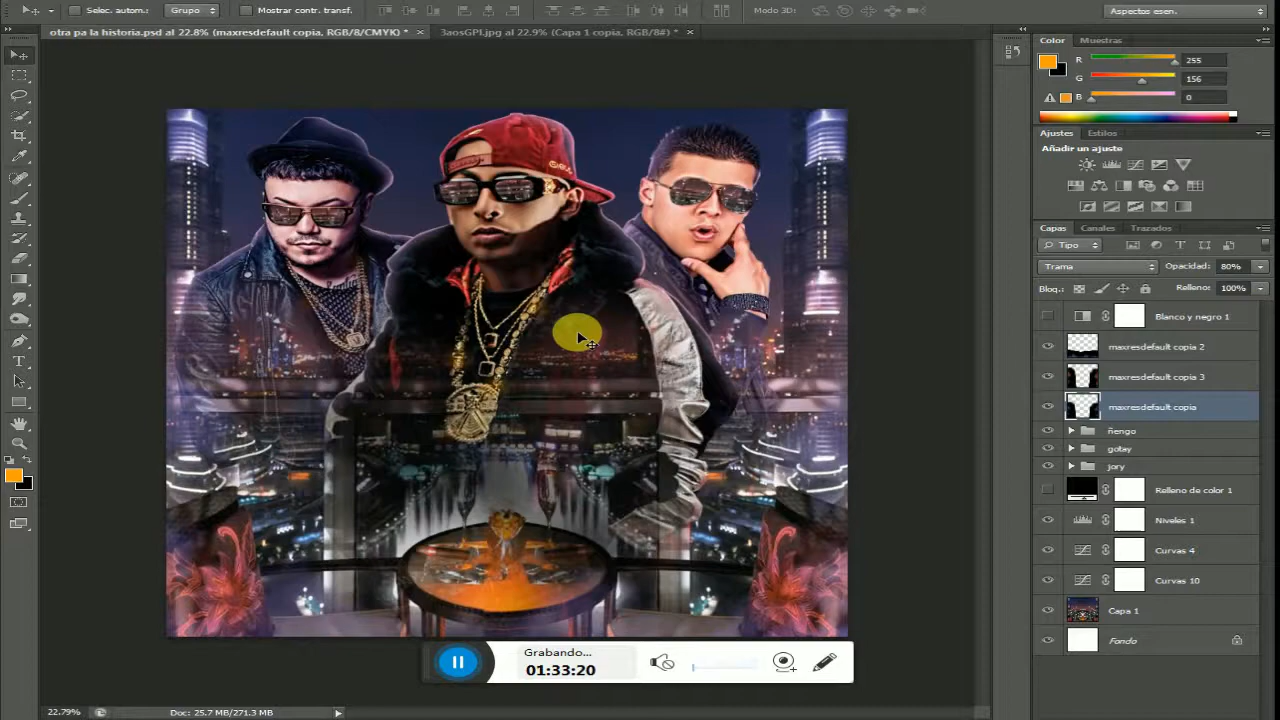 Selec. autom.: Grupo Mostrar contr. transf. Modo 3D: Aspectos esen.
otra pa la historia.psd al 22.8% (maxresdefault copia, RGB/8/CMYK) * × 3aosGPI.jpg al 22.9% (Capa 1 copia, RGB/8#) * ×
Color Muestras
R 255
G 156
B 0
Ajustes Estilos
Añadir un ajuste
Capas Canales Trazados
Tipo
Trama Opacidad: 80%
Bloq.: Relleno: 100%
Blanco y negro 1
maxresdefault copia 2
maxresdefault copia 3
maxresdefault copia
ñengo
gotay
jory
Relleno de color 1
Niveles 1
Curvas 4
Curvas 10
Capa 1
Fondo
Grabando...
01:33:20
22.79% Doc: 25.7 MB/271.3 MB